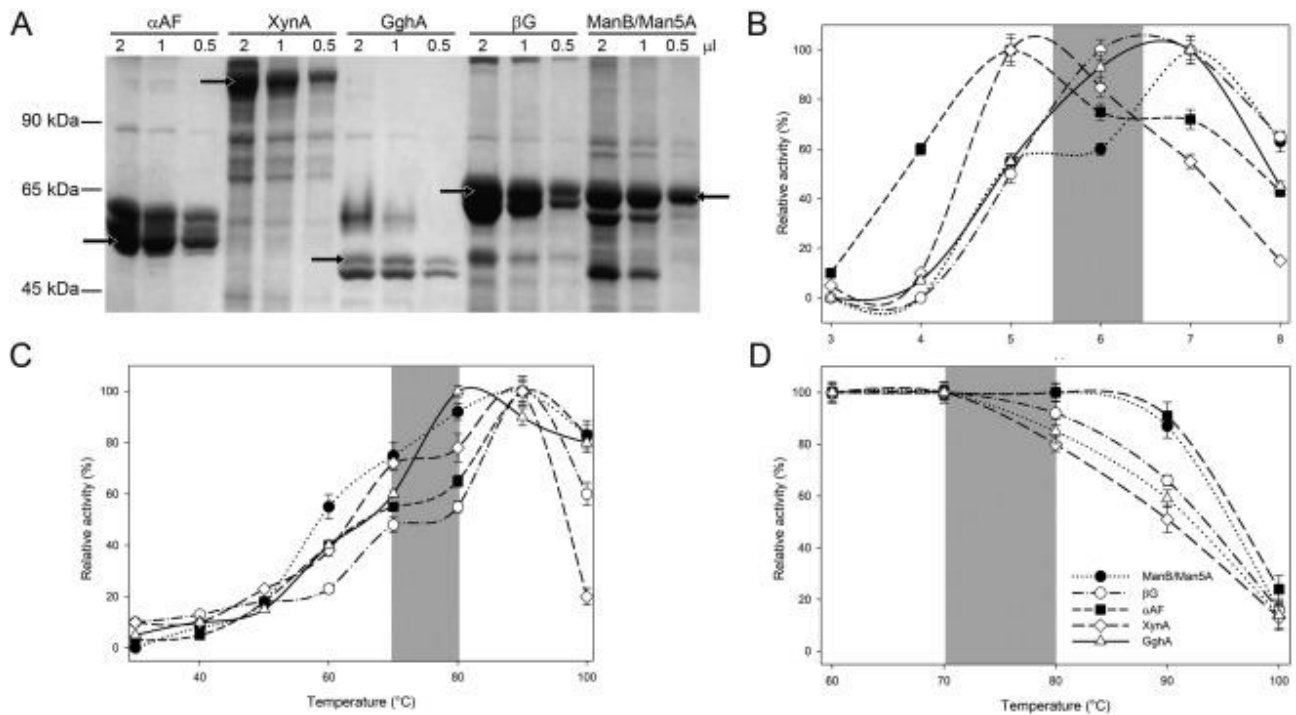 A
αAF XynA GghA βG ManB/Man5A
2 1 0.5 2 1 0.5 2 1 0.5 2 1 0.5 2 1 0.5 µl
90 kDa
65 kDa
45 kDa
B
Relative activity (%)
100
80
60
40
20
0
3 4 5 6 7 8
C
Relative activity (%)
100
80
60
40
20
0
40 60 80 100
Temperature (°C)
D
Relative activity (%)
100
80
60
40
20
0
ManB/Man5A
βG
αAF
XynA
GghA
60 70 80 90 100
Temperature (°C)